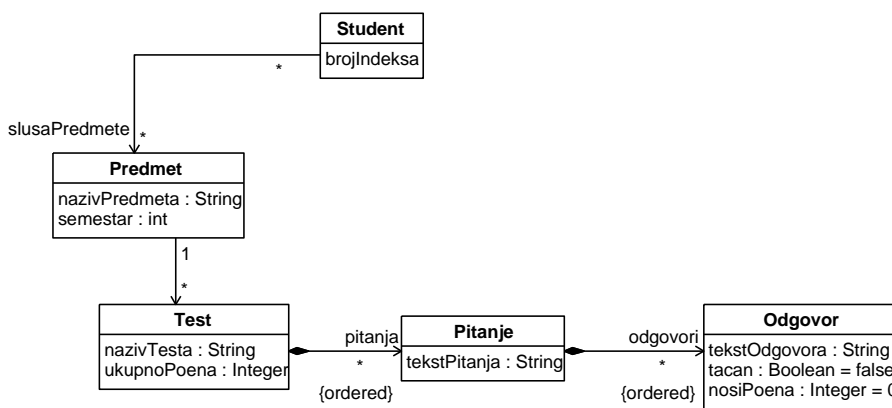 Student
brojIndeksa
*
slusaPredmete
*
Predmet
nazivPredmeta : String
semestar : int
1
*
Test
nazivTesta : String
ukupnoPoena : Integer
pitanja
*
{ordered}
Pitanje
tekstPitanja : String
odgovori
*
{ordered}
Odgovor
tekstOdgovora : String
tacan : Boolean = false
nosiPoena : Integer = 0